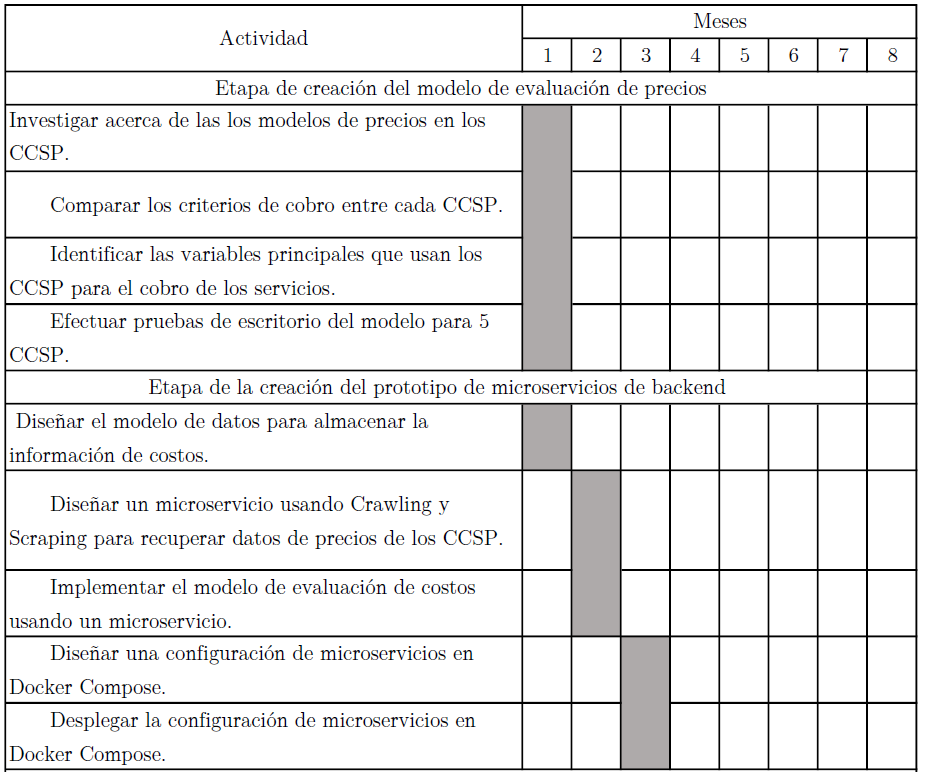 Actividad
Meses
1 2 3 4 5 6 7 8
Etapa de creación del modelo de evaluación de precios
Investigar acerca de las los modelos de precios en los
CCSP.
Comparar los criterios de cobro entre cada CCSP.
Identificar las variables principales que usan los
CCSP para el cobro de los servicios.
Efectuar pruebas de escritorio del modelo para 5
CCSP.
Etapa de la creación del prototipo de microservicios de backend
Diseñar el modelo de datos para almacenar la
información de costos.
Diseñar un microservicio usando Crawling y
Scraping para recuperar datos de precios de los CCSP.
Implementar el modelo de evaluación de costos
usando un microservicio.
Diseñar una configuración de microservicios en
Docker Compose.
Desplegar la configuración de microservicios en
Docker Compose.